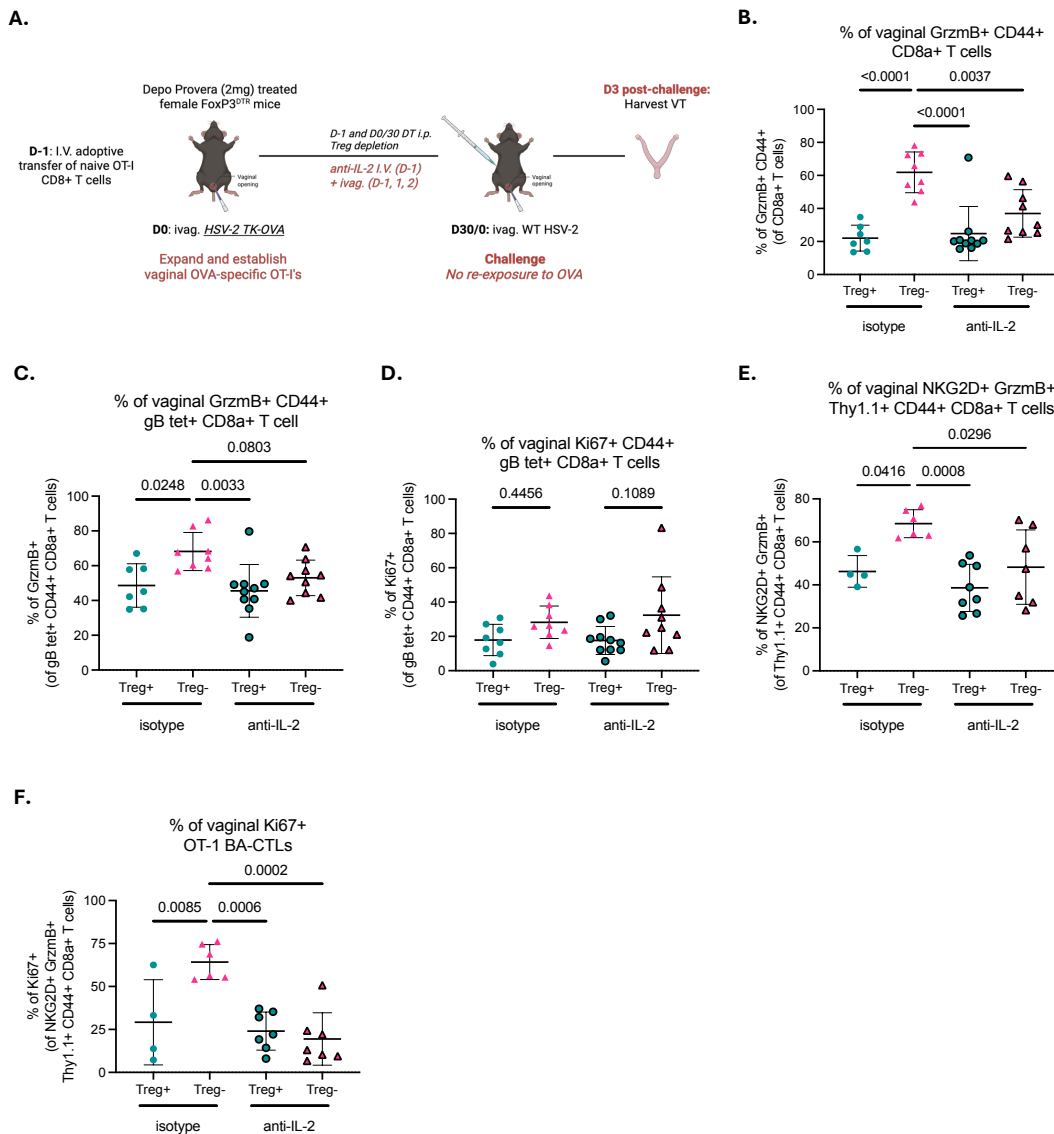 A.
Depo Provera (2mg) treated
female FoxP3DTR mice
D-1: I.V. adoptive
transfer of naive OT-I
CD8+ T cells
Vaginal
opening
D0: ivag. HSV-2 TK-OVA
Expand and establish
vaginal OVA-specific OT-I's
D-1 and D0/30 DT i.p.
Treg depletion
anti-IL-2 I.V. (D-1)
+ ivag. (D-1, 1, 2)
Vaginal
opening
D30/0: ivag. WT HSV-2
Challenge
No re-exposure to OVA
D3 post-challenge:
Harvest VT
B.
% of vaginal GrzmB+ CD44+
CD8a+ T cells
<0.0001
0.0037
<0.0001
% of GrzmB+ CD44+
(of CD8a+ T cells)
100
80
60
40
20
0
Treg+
Treg-
Treg+
Treg-
isotype
anti-IL-2
C.
% of vaginal GrzmB+ CD44+
gB tet+ CD8a+ T cell
0.0803
0.0248
0.0033
% of GrzmB+
(of gB tet+ CD44+ CD8a+ T cells)
100
80
60
40
20
0
Treg+
Treg-
Treg+
Treg-
isotype
anti-IL-2
D.
% of vaginal Ki67+ CD44+
gB tet+ CD8a+ T cells
0.4456
0.1089
% of Ki67+
(of gB tet+ CD44+ CD8a+ T cells)
100
80
60
40
20
0
Treg+
Treg-
Treg+
Treg-
isotype
anti-IL-2
E.
% of vaginal NKG2D+ GrzmB+
Thy1.1+ CD44+ CD8a+ T cells
0.0296
0.0416
0.0008
% of NKG2D+ GrzmB+
(of Thy1.1+ CD44+ CD8a+ T cells)
80
60
40
20
0
Treg+
Treg-
Treg+
Treg-
isotype
anti-IL-2
F.
% of vaginal Ki67+
OT-1 BA-CTLs
0.0002
0.0085
0.0006
% of Ki67+
(of NKG2D+ GrzmB+
Thy1.1+ CD44+ CD8a+ T cells)
100
75
50
25
0
Treg+
Treg-
Treg+
Treg-
isotype
anti-IL-2